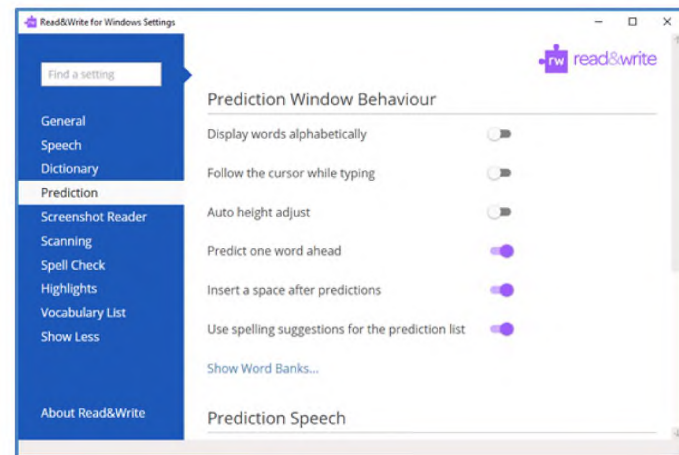 Read&Write for Windows Settings
rw read&write
Find a setting
General
Speech
Dictionary
Prediction
Screenshot Reader
Scanning
Spell Check
Highlights
Vocabulary List
Show Less
About Read&Write
Prediction Window Behaviour
Display words alphabetically
Follow the cursor while typing
Auto height adjust
Predict one word ahead
Insert a space after predictions
Use spelling suggestions for the prediction list
Show Word Banks...
Prediction Speech